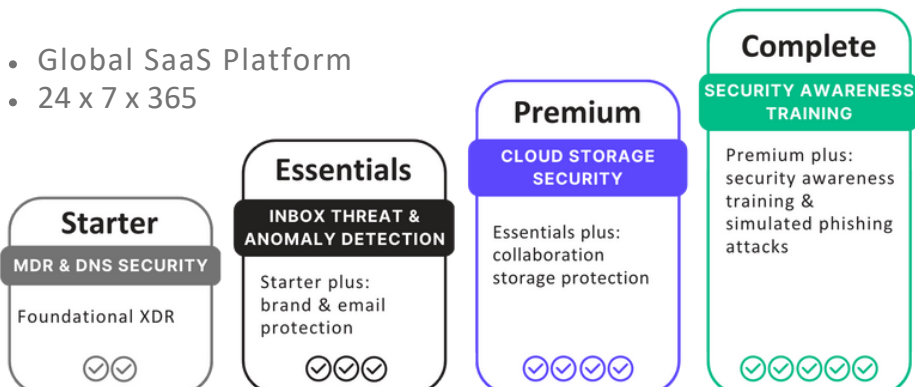 • Global SaaS Platform
• 24 x 7 x 365
Starter
MDR & DNS SECURITY
Foundational XDR
Essentials
INBOX THREAT &
ANOMALY DETECTION
Starter plus:
brand & email
protection
Premium
CLOUD STORAGE
SECURITY
Essentials plus:
collaboration
storage protection
Complete
SECURITY AWARENESS
TRAINING
Premium plus:
security awareness
training &
simulated phishing
attacks